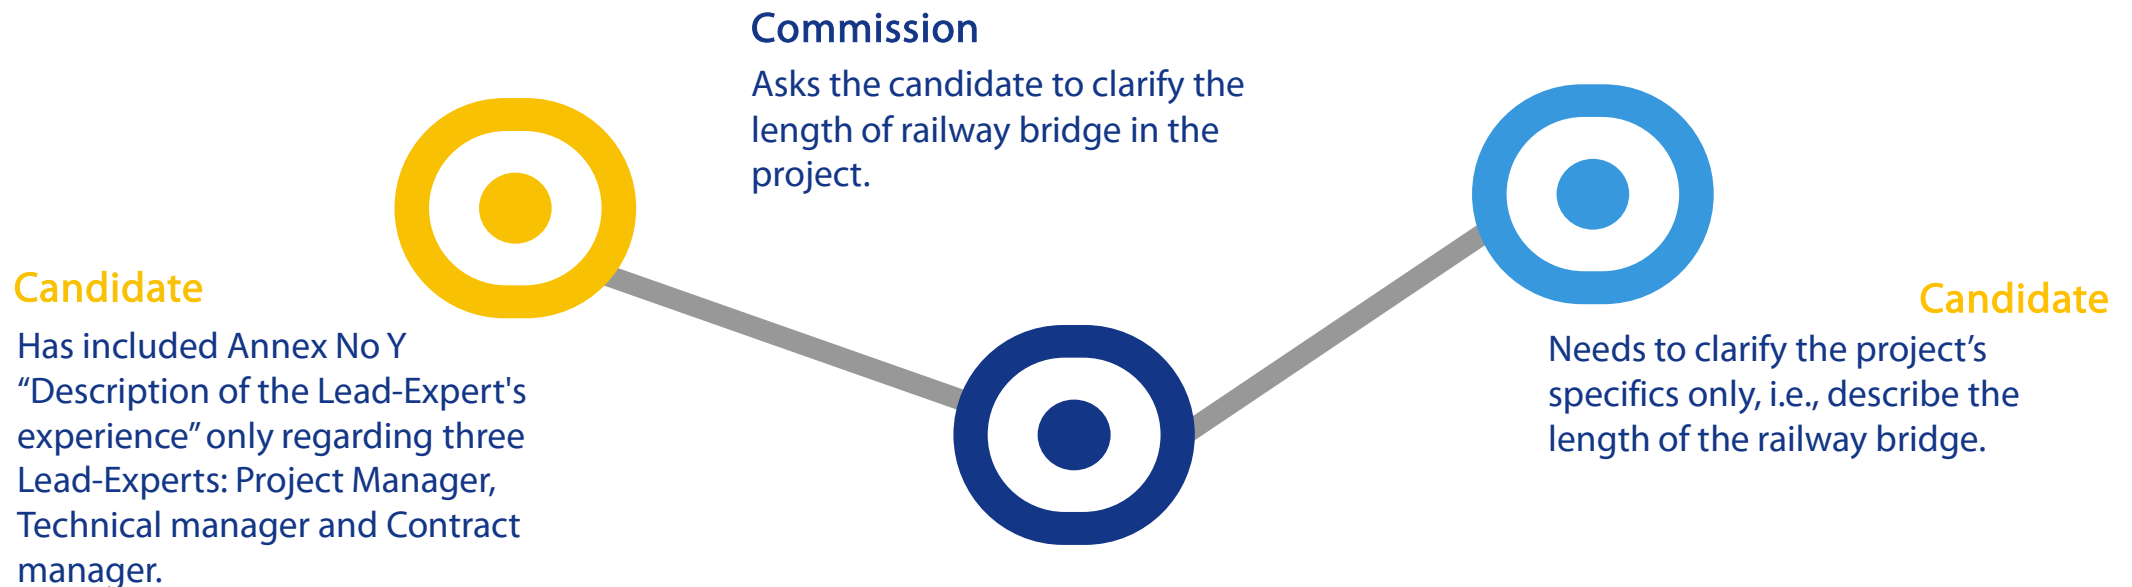 Commission
Asks the candidate to clarify the
length of railway bridge in the
project.
Candidate
Has included Annex No Y
“Description of the Lead-Expert's
experience” only regarding three
Lead-Experts: Project Manager,
Technical manager and Contract
manager.
Candidate
Needs to clarify the project’s
specifics only, i.e., describe the
length of the railway bridge.